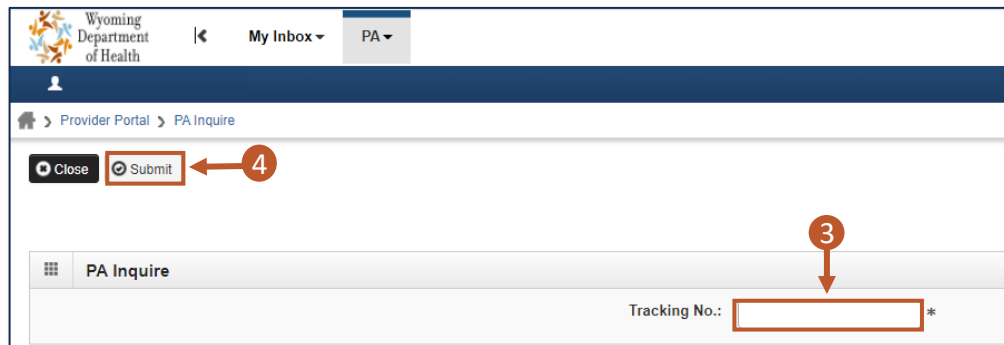 Wyoming
Department
of Health
My Inbox
PA
Provider Portal
PA Inquire
Close
Submit
4
3
PA Inquire
Tracking No.:
*